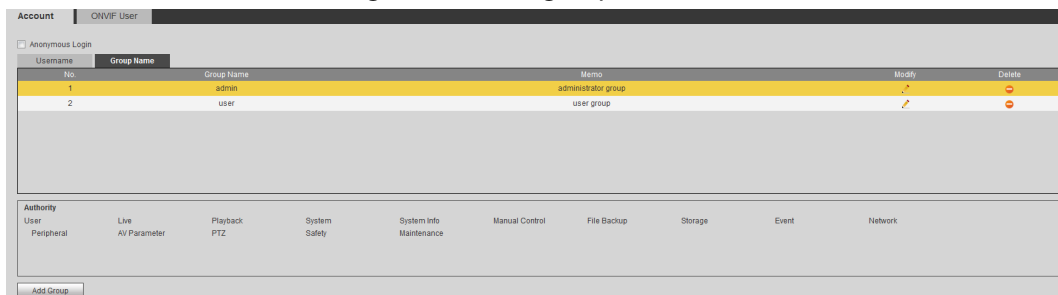 Account ONVIF User
Anonymous Login
Username Group Name
No. Group Name Memo Modify Delete
1 admin administrator group
2 user user group
Authority
User Live Playback System System Info Manual Control File Backup Storage Event Network
Peripheral AV Parameter PTZ Safety Maintenance
Add Group